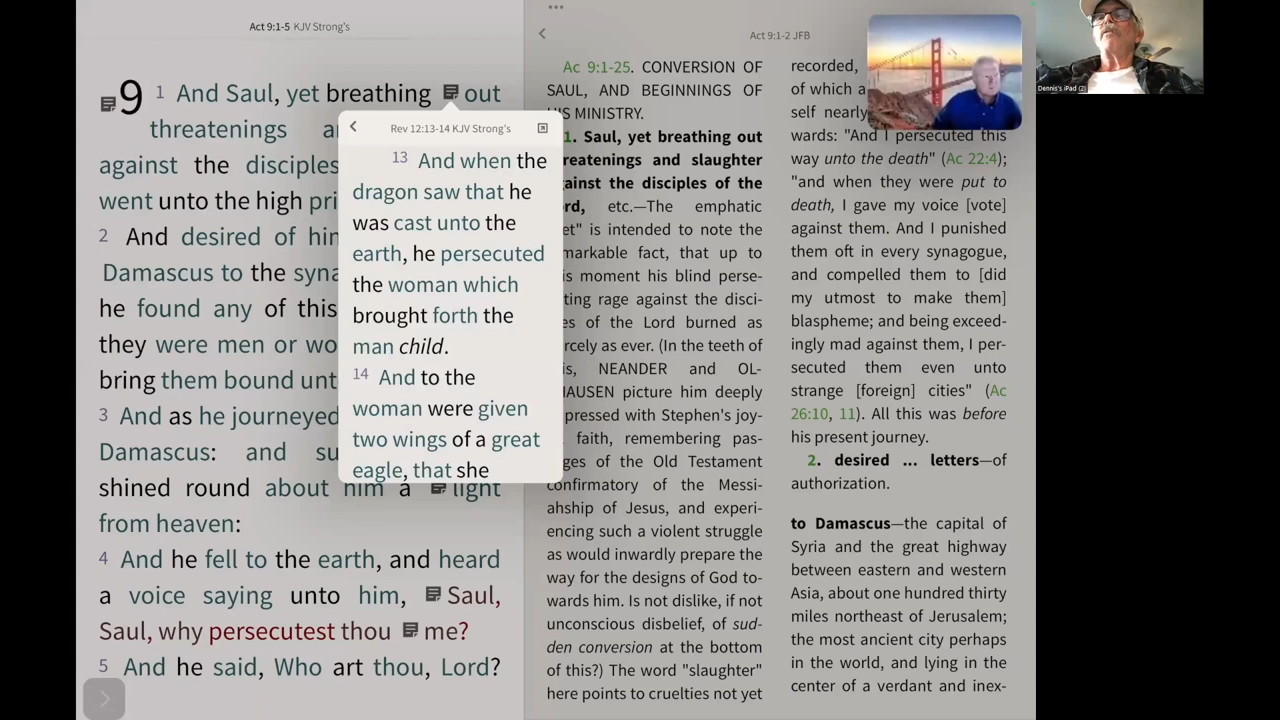 Act 9:1-5 KJV Strong's
9 1 And Saul, yet breathing out
threatenings
against the disciples
went unto the high
2 And desired of
Damascus to the
he found any of this
they were men or
bring them bound
3 And as he journeyed
Damascus: and
shined round about him a light
from heaven:
4 And he fell to the earth, and heard
a voice saying unto him, Saul,
Saul, why persecutest thou me?
5 And he said, Who art thou, Lord?
Rev 12:13-14 KJV Strong's
13 And when the
dragon saw that he
was cast unto the
earth, he persecuted
the woman which
brought forth the
man child.
14 And to the
woman were given
two wings of a great
eagle, that she
Act 9:1-2 JFB
Ac 9:1-25. CONVERSION OF
SAUL, AND BEGINNINGS OF
HIS MINISTRY.
1. Saul, yet breathing out
threatenings and slaughter
against the disciples of the
Lord, etc.—The emphatic
"yet" is intended to note the
remarkable fact, that up to
this moment his blind perse-
cuting rage against the disci-
ples of the Lord burned as
fiercely as ever. (In the teeth of
this, NEANDER and OL-
SHAUSEN picture him deeply
impressed with Stephen's joy-
ful faith, remembering pas-
sages of the Old Testament
confirmatory of the Messi-
ahship of Jesus, and experi-
encing such a violent struggle
as would inwardly prepare the
way for the designs of God to-
wards him. Is not dislike, if not
unconscious disbelief, of sud-
den conversion at the bottom
of this?) The word "slaughter"
here points to cruelties not yet
recorded,
of which
self nearly
wards: "And I persecuted this
way unto the death" (Ac 22:4);
"and when they were put to
death, I gave my voice [vote]
against them. And I punished
them oft in every synagogue,
and compelled them to [did
my utmost to make them]
blaspheme; and being exceed-
ingly mad against them, I per-
secuted them even unto
strange [foreign] cities" (Ac
26:10, 11). All this was before
his present journey.
2. desired ... letters—of
authorization.
to Damascus—the capital of
Syria and the great highway
between eastern and western
Asia, about one hundred thirty
miles northeast of Jerusalem;
the most ancient city perhaps
in the world, and lying in the
center of a verdant and inex-
Dennis's iPad (2)